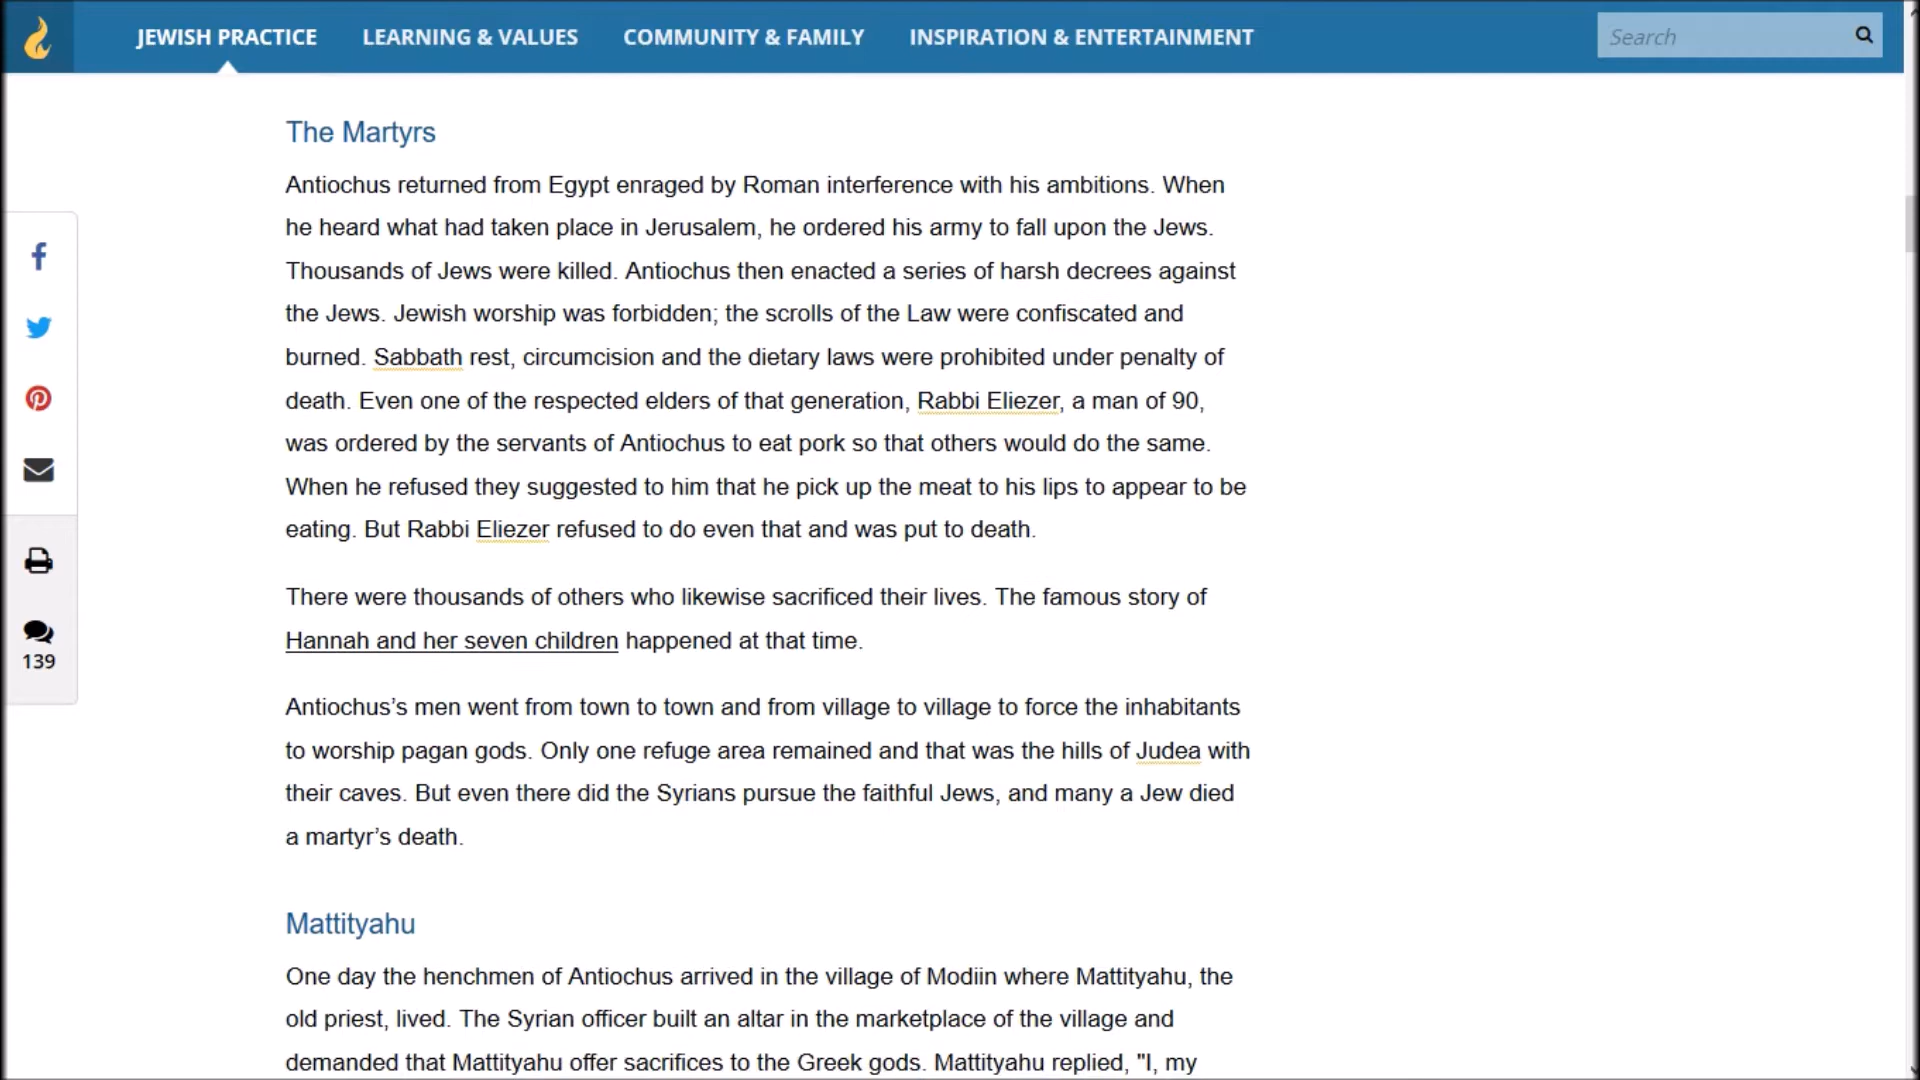 JEWISH PRACTICE LEARNING & VALUES COMMUNITY & FAMILY INSPIRATION & ENTERTAINMENT Search
The Martyrs
Antiochus returned from Egypt enraged by Roman interference with his ambitions. When
he heard what had taken place in Jerusalem, he ordered his army to fall upon the Jews.
Thousands of Jews were killed. Antiochus then enacted a series of harsh decrees against
the Jews. Jewish worship was forbidden; the scrolls of the Law were confiscated and
burned. Sabbath rest, circumcision and the dietary laws were prohibited under penalty of
death. Even one of the respected elders of that generation, Rabbi Eliezer, a man of 90,
was ordered by the servants of Antiochus to eat pork so that others would do the same.
When he refused they suggested to him that he pick up the meat to his lips to appear to be
eating. But Rabbi Eliezer refused to do even that and was put to death.
There were thousands of others who likewise sacrificed their lives. The famous story of
Hannah and her seven children happened at that time.
139
Antiochus’s men went from town to town and from village to village to force the inhabitants
to worship pagan gods. Only one refuge area remained and that was the hills of Judea with
their caves. But even there did the Syrians pursue the faithful Jews, and many a Jew died
a martyr’s death.
Mattityahu
One day the henchmen of Antiochus arrived in the village of Modiin where Mattityahu, the
old priest, lived. The Syrian officer built an altar in the marketplace of the village and
demanded that Mattityahu offer sacrifices to the Greek gods. Mattityahu replied, "I, my